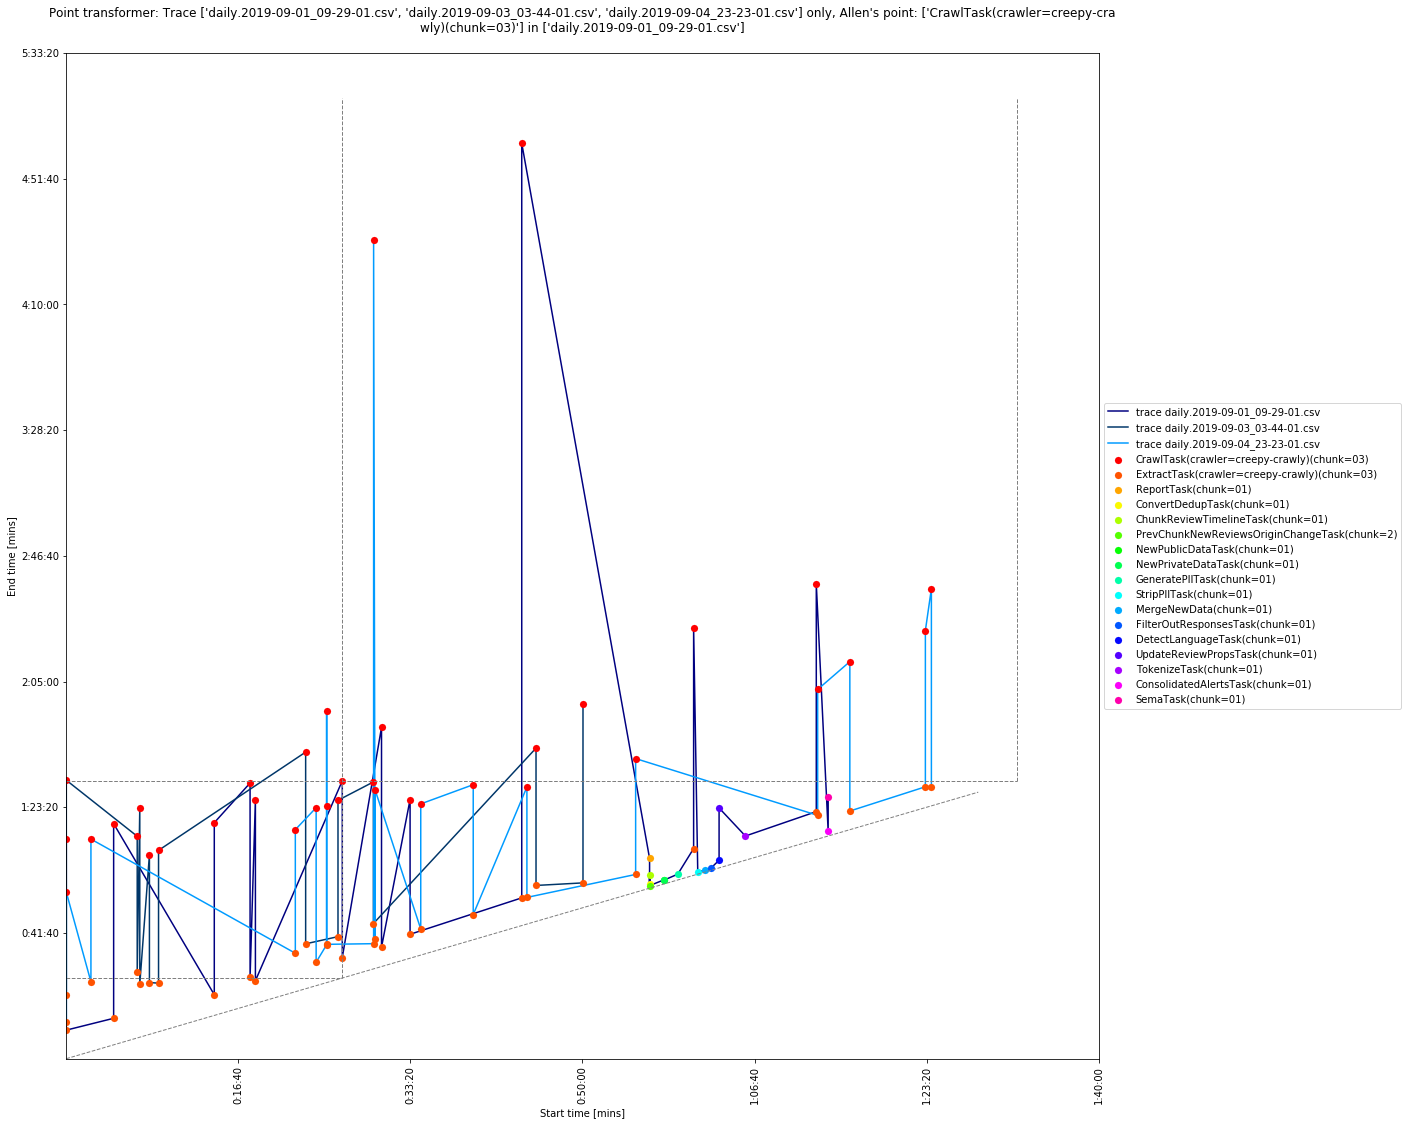 Point transformer: Trace ['daily.2019-09-01_09-29-01.csv', 'daily.2019-09-03_03-44-01.csv', 'daily.2019-09-04_23-23-01.csv'] only, Allen's point: ['CrawlTask(crawler=creepy-cra
wly)(chunk=03)'] in ['daily.2019-09-01_09-29-01.csv']
5:33:20
4:51:40
4:10:00
3:28:20
2:46:40
2:05:00
1:23:20
0:41:40
End time [mins]
0:16:40
0:33:20
0:50:00
1:06:40
1:23:20
1:40:00
Start time [mins]
trace daily.2019-09-01_09-29-01.csv
trace daily.2019-09-03_03-44-01.csv
trace daily.2019-09-04_23-23-01.csv
CrawlTask(crawler=creepy-crawly)(chunk=03)
ExtractTask(crawler=creepy-crawly)(chunk=03)
ReportTask(chunk=01)
ConvertDedupTask(chunk=01)
ChunkReviewTimelineTask(chunk=01)
PrevChunkNewReviewsOriginChangeTask(chunk=2)
NewPublicDataTask(chunk=01)
NewPrivateDataTask(chunk=01)
GeneratePIITask(chunk=01)
StripPIITask(chunk=01)
MergeNewData(chunk=01)
FilterOutResponsesTask(chunk=01)
DetectLanguageTask(chunk=01)
UpdateReviewPropsTask(chunk=01)
TokenizeTask(chunk=01)
ConsolidatedAlertsTask(chunk=01)
SemaTask(chunk=01)